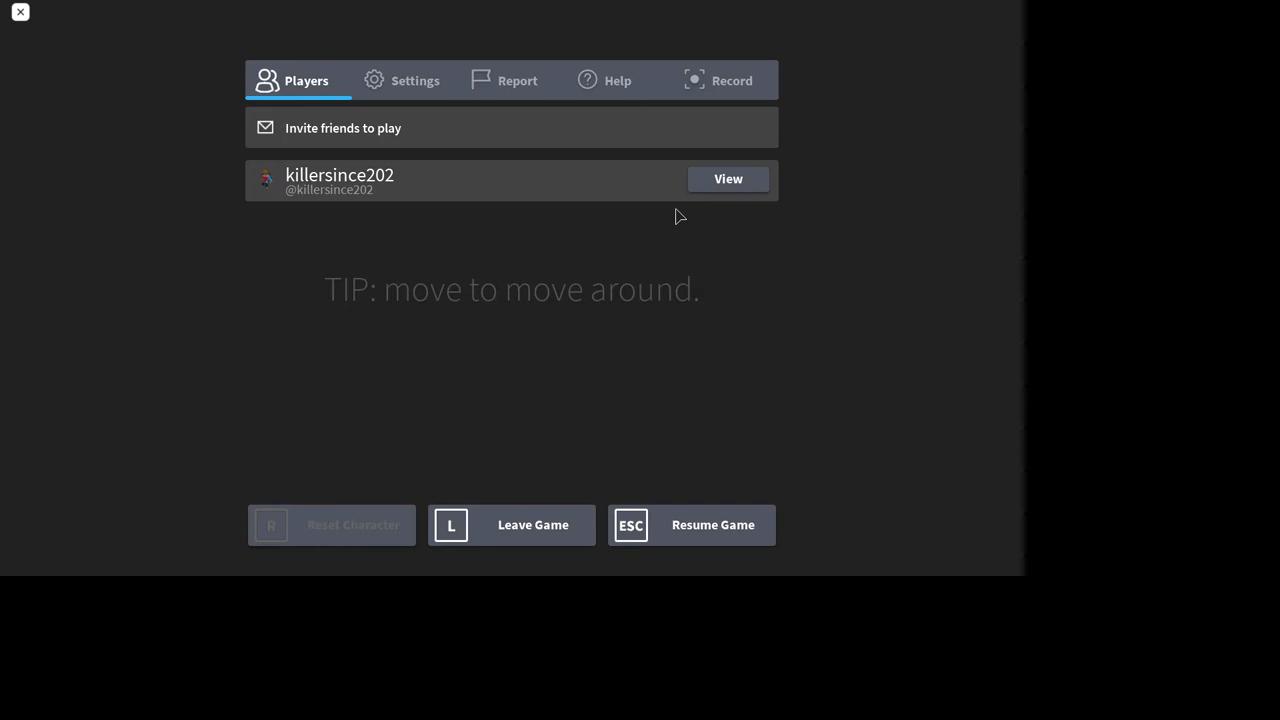 Players Settings Report Help Record
Invite friends to play
killersince202
@killersince202
View
TIP: move to move around.
R Reset Character L Leave Game ESC Resume Game